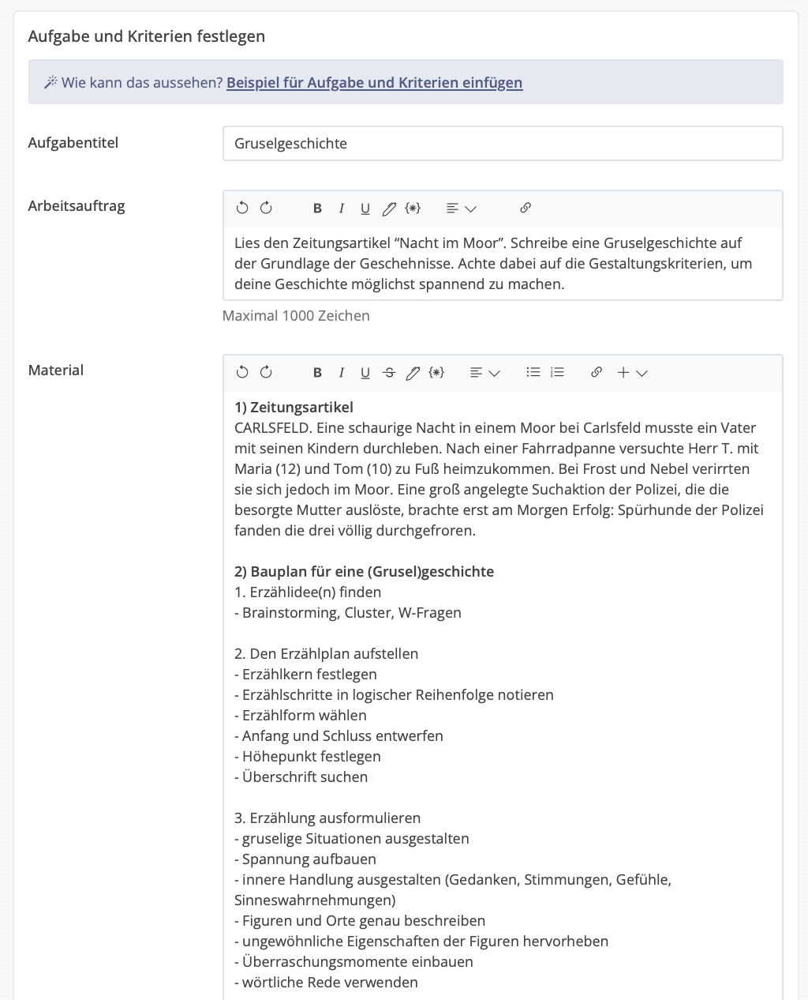 Aufgabe und Kriterien festlegen
Wie kann das aussehen? Beispiel für Aufgabe und Kriterien einfügen
Aufgabentitel
Gruselgeschichte
Arbeitsauftrag
B I U {*}
Lies den Zeitungsartikel “Nacht im Moor”. Schreibe eine Gruselgeschichte auf
der Grundlage der Geschehnisse. Achte dabei auf die Gestaltungskriterien, um
deine Geschichte möglichst spannend zu machen.
Maximal 1000 Zeichen
Material
B I U S {*}
1) Zeitungsartikel
CARLSFELD. Eine schaurige Nacht in einem Moor bei Carlsfeld musste ein Vater
mit seinen Kindern durchleben. Nach einer Fahrradpanne versuchte Herr T. mit
Maria (12) und Tom (10) zu Fuß heimzukommen. Bei Frost und Nebel verirrten
sie sich jedoch im Moor. Eine groß angelegte Suchaktion der Polizei, die die
besorgte Mutter auslöste, brachte erst am Morgen Erfolg: Spürhunde der Polizei
fanden die drei völlig durchgefroren.
2) Bauplan für eine (Grusel)geschichte
1. Erzählidee(n) finden
- Brainstorming, Cluster, W-Fragen
2. Den Erzählplan aufstellen
- Erzählkern festlegen
- Erzählschritte in logischer Reihenfolge notieren
- Erzählform wählen
- Anfang und Schluss entwerfen
- Höhepunkt festlegen
- Überschrift suchen
3. Erzählung ausformulieren
- gruselige Situationen ausgestalten
- Spannung aufbauen
- innere Handlung ausgestalten (Gedanken, Stimmungen, Gefühle,
Sinneswahrnehmungen)
- Figuren und Orte genau beschreiben
- ungewöhnliche Eigenschaften der Figuren hervorheben
- Überraschungsmomente einbauen
- wörtliche Rede verwenden